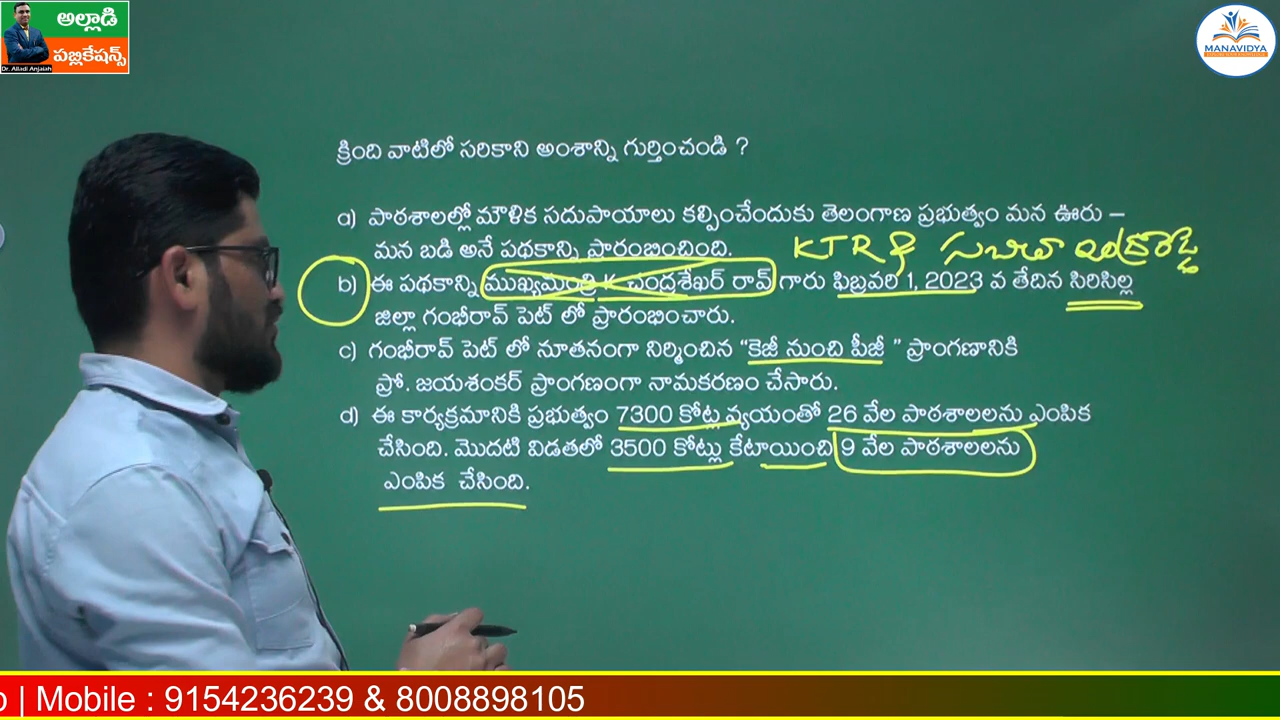 అల్లాడి
పబ్లికేషన్స్
Dr. Alladi Anjaiah
MANAVIDYA
క్రింది వాటిలో సరికాని అంశాన్ని గుర్తించండి ?
a) పాఠశాలల్లో మౌళిక సదుపాయాలు కల్పించేందుకు తెలంగాణ ప్రభుత్వం మన ఊరు –
మన బడి అనే పథకాన్ని ప్రారంబించింది.
KTR & సబితా ఇంద్రారెడ్డి
b) ఈ పథకాన్ని ముఖ్యమంత్రి K చంద్రశేఖర్ రావ్ గారు ఫిబ్రవరి 1, 2023 వ తేదిన సిరిసిల్ల
జిల్లా గంభీరావ్ పెట్ లో ప్రారంభించారు.
c) గంభీరావ్ పెట్ లో నూతనంగా నిర్మించిన “కెజీ నుంచి పీజీ ” ప్రాంగణానికి
ప్రో. జయశంకర్ ప్రాంగణంగా నామకరణం చేసారు.
d) ఈ కార్యక్రమానికి ప్రభుత్వం 7300 కోట్ల వ్యయంతో 26 వేల పాఠశాలలను ఎంపిక
చేసింది. మొదటి విడతలో 3500 కోట్లు కేటాయించి 9 వేల పాఠశాలలను
ఎంపిక చేసింది.
| Mobile : 9154236239 & 8008898105